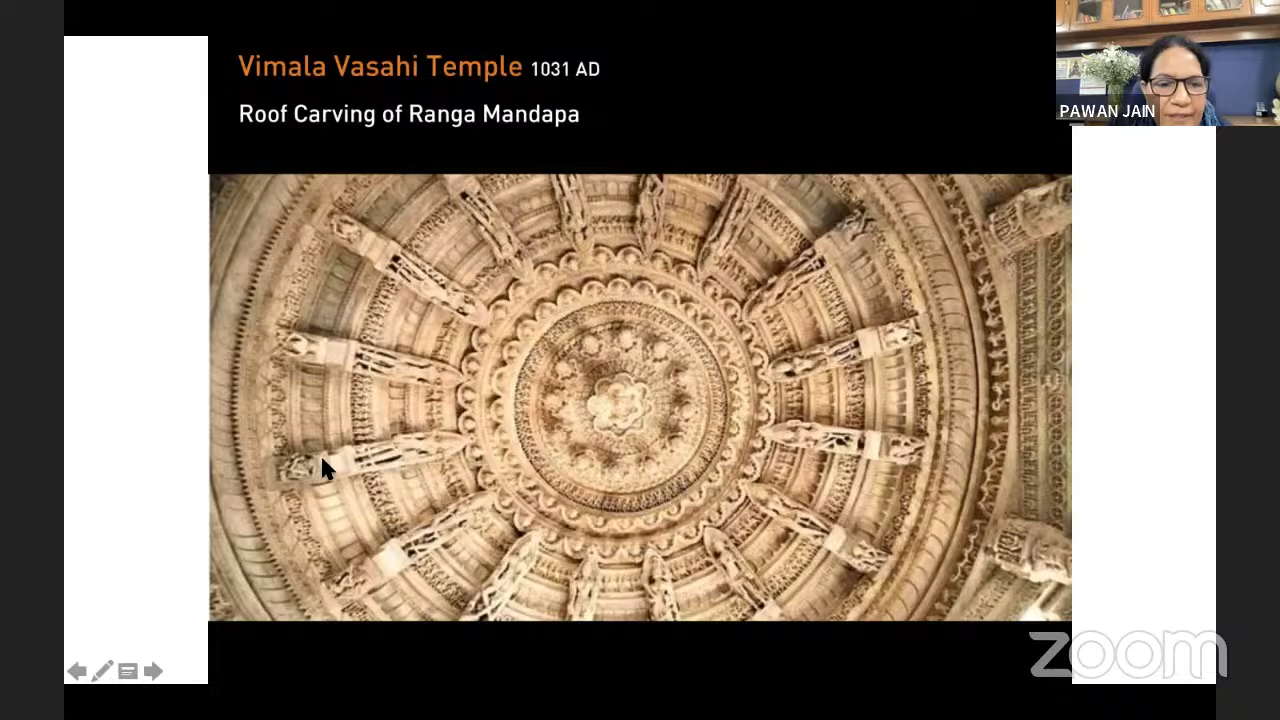 Vimala Vasahi Temple 1031 AD
Roof Carving of Ranga Mandapa
PAWAN JAIN
zoom